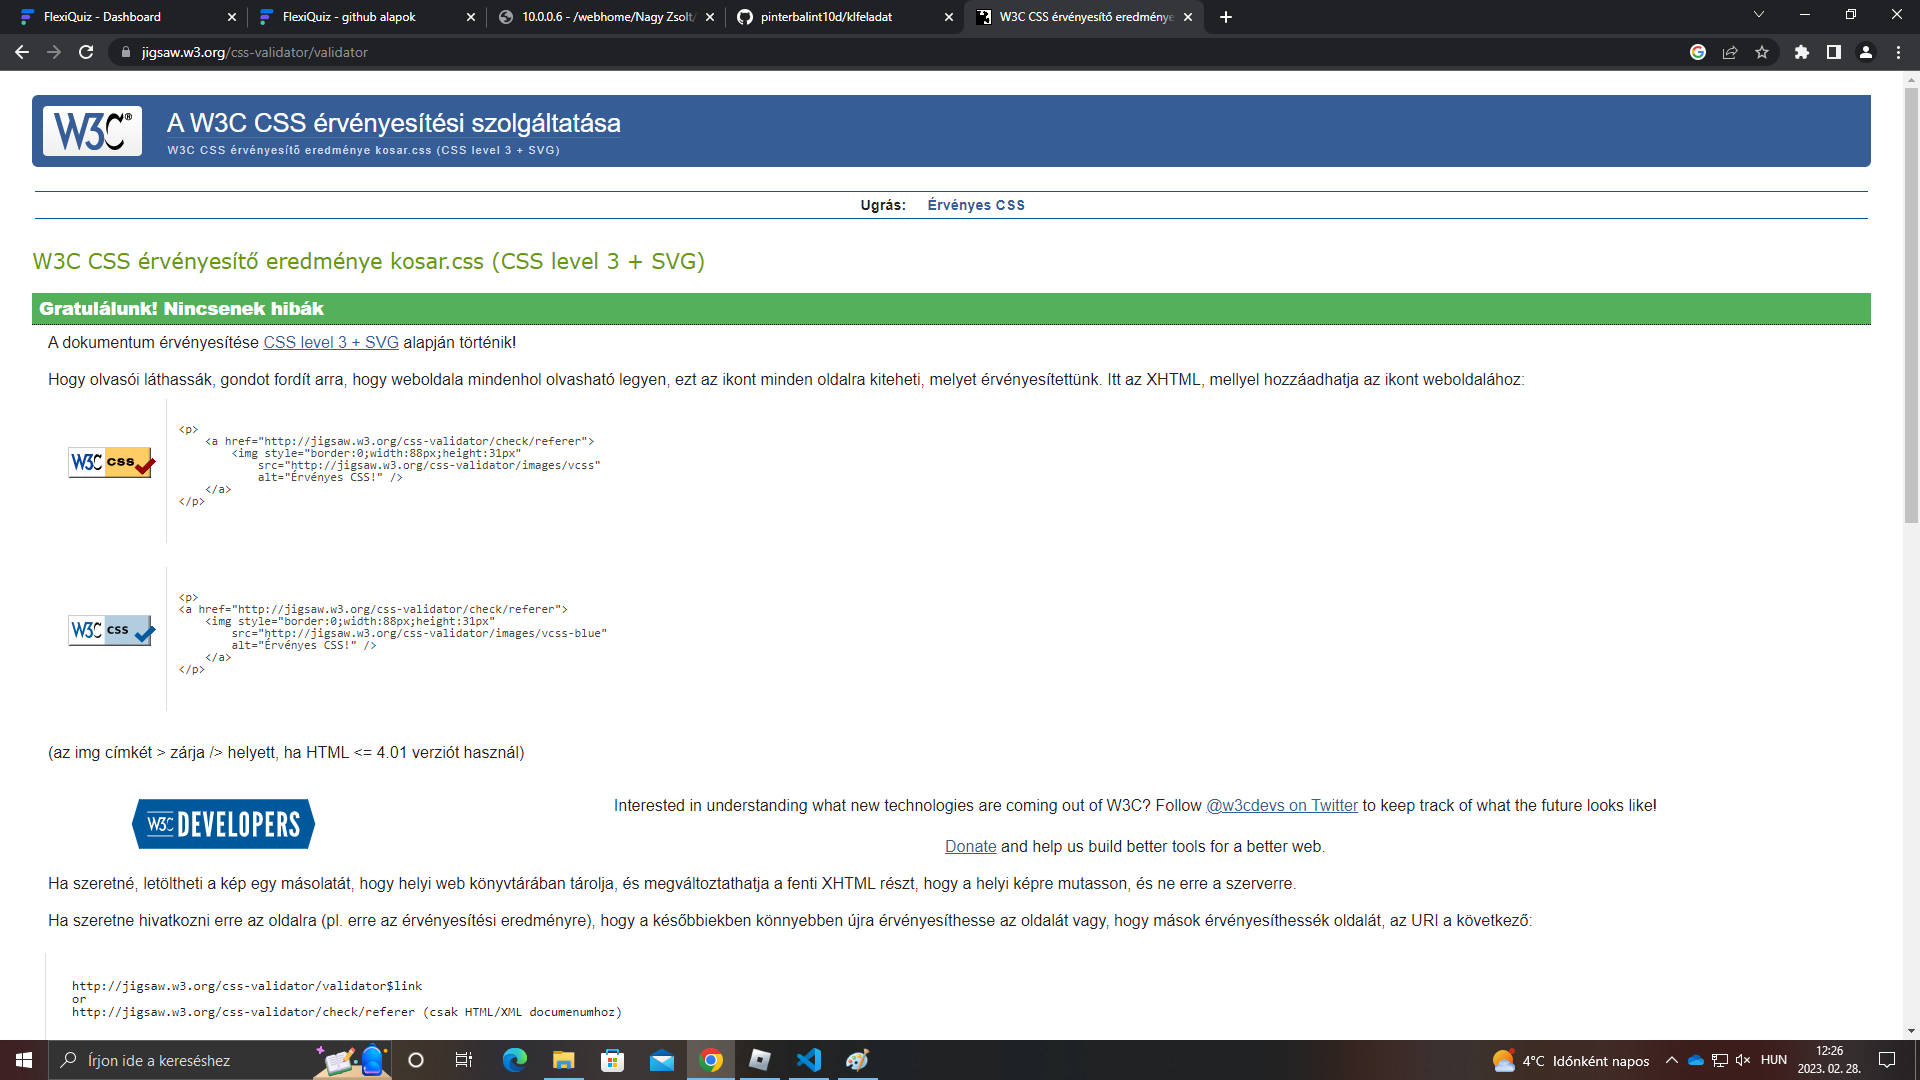 FlexiQuiz - Dashboard
FlexiQuiz - github alapok
10.0.0.6 - /webhome/Nagy Zsolt/
pinterbalint10d/klfeladat
W3C CSS érvényesítő eredménye
jigsaw.w3.org/css-validator/validator
W3C®
A W3C CSS érvényesítési szolgáltatása
W3C CSS érvényesítő eredménye kosar.css (CSS level 3 + SVG)
Ugrás: Érvényes CSS
W3C CSS érvényesítő eredménye kosar.css (CSS level 3 + SVG)
Gratulálunk! Nincsenek hibák
A dokumentum érvényesítése CSS level 3 + SVG alapján történik!
Hogy olvasói láthassák, gondot fordít arra, hogy weboldala mindenhol olvasható legyen, ezt az ikont minden oldalra kiteheti, melyet érvényesítettünk. Itt az XHTML, mellyel hozzáadhatja az ikont weboldalához:
W3C css
<p>
<a href="http://jigsaw.w3.org/css-validator/check/referer">
<img style="border:0;width:88px;height:31px"
src="http://jigsaw.w3.org/css-validator/images/vcss"
alt="Érvényes CSS!" />
</a>
</p>
W3C css
<p>
<a href="http://jigsaw.w3.org/css-validator/check/referer">
<img style="border:0;width:88px;height:31px"
src="http://jigsaw.w3.org/css-validator/images/vcss-blue"
alt="Érvényes CSS!" />
</a>
</p>
(az img címkét > zárja /> helyett, ha HTML <= 4.01 verziót használ)
W3C DEVELOPERS
Interested in understanding what new technologies are coming out of W3C? Follow @w3cdevs on Twitter to keep track of what the future looks like!
Donate and help us build better tools for a better web.
Ha szeretné, letöltheti a kép egy másolatát, hogy helyi web könyvtárában tárolja, és megváltoztathatja a fenti XHTML részt, hogy a helyi képre mutasson, és ne erre a szerverre.
Ha szeretne hivatkozni erre az oldalra (pl. erre az érvényesítési eredményre), hogy a későbbiekben könnyebben újra érvényesíthesse az oldalát vagy, hogy mások érvényesíthessék oldalát, az URI a következő:
http://jigsaw.w3.org/css-validator/validator$link
or
http://jigsaw.w3.org/css-validator/check/referer (csak HTML/XML documenumhoz)
Írjon ide a kereséshez
4°C Időnként napos
HUN
12:26
2023. 02. 28.